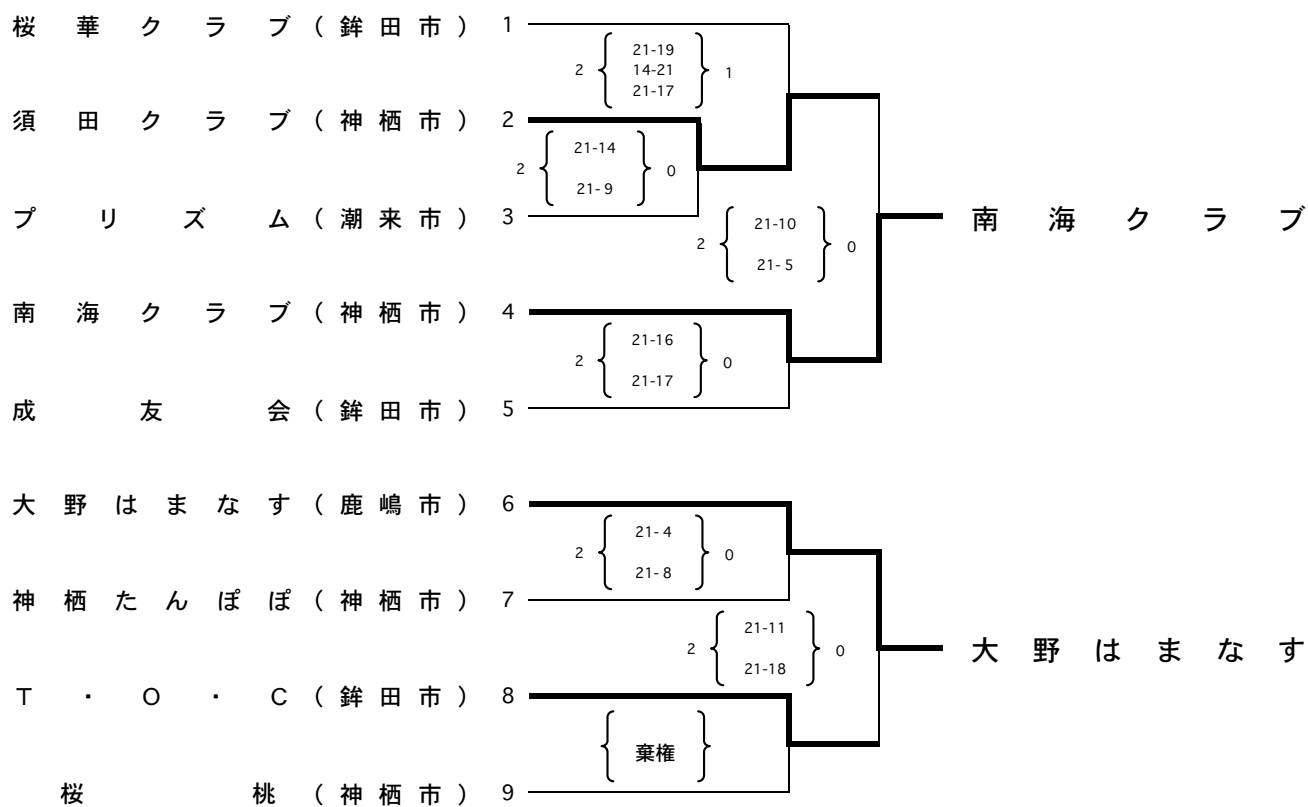 桜華クラブ(鉾田市) 1
2 21-19 1
14-21
21-17
須田クラブ(神栖市) 2
2 21-14 0
21- 9
プリズム(潮来市) 3
2 21-10 0
21- 5
南海クラブ
南海クラブ(神栖市) 4
2 21-16 0
21-17
成友会(鉾田市) 5
大野はまなす(鹿嶋市) 6
2 21- 4 0
21- 8
神栖たんぽぽ(神栖市) 7
2 21-11 0
21-18
大野はまなす
T・O・C(鉾田市) 8
棄権
桜桃(神栖市) 9